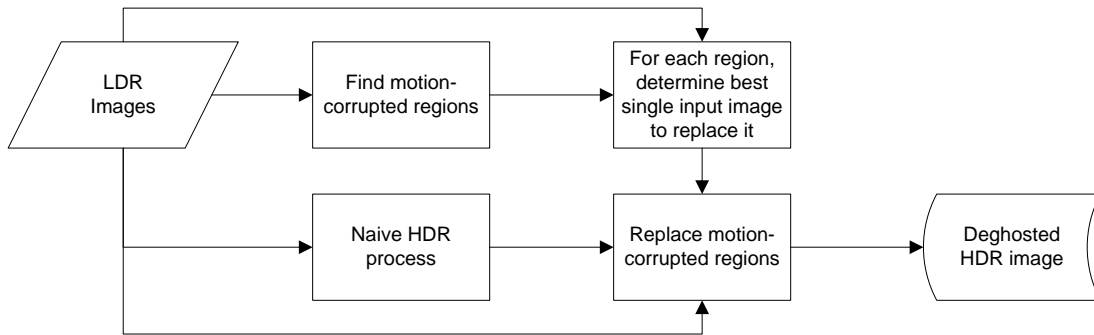 LDR
Images
Find motion-
corrupted regions
For each region,
determine best
single input image
to replace it
Naive HDR
process
Replace motion-
corrupted regions
Deghosted
HDR image